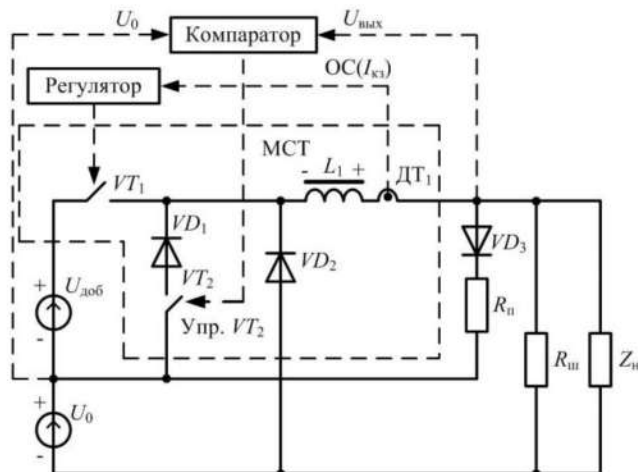 U₀
Компаратор
Uвых
Регулятор
ОС(Iкз)
МСТ
- L₁ +
ДТ₁
VT₁
VD₁
VD₂
VD₃
VT₂
+
Uдоб
-
Упр. VT₂
Rп
Rш
Zн
+
U₀
-